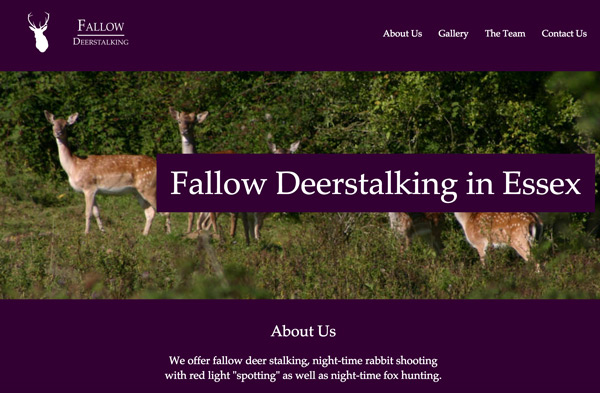 Fallow
Deerstalking
About Us Gallery The Team Contact Us
Fallow Deerstalking in Essex
About Us
We offer fallow deer stalking, night-time rabbit shooting
with red light "spotting" as well as night-time fox hunting.